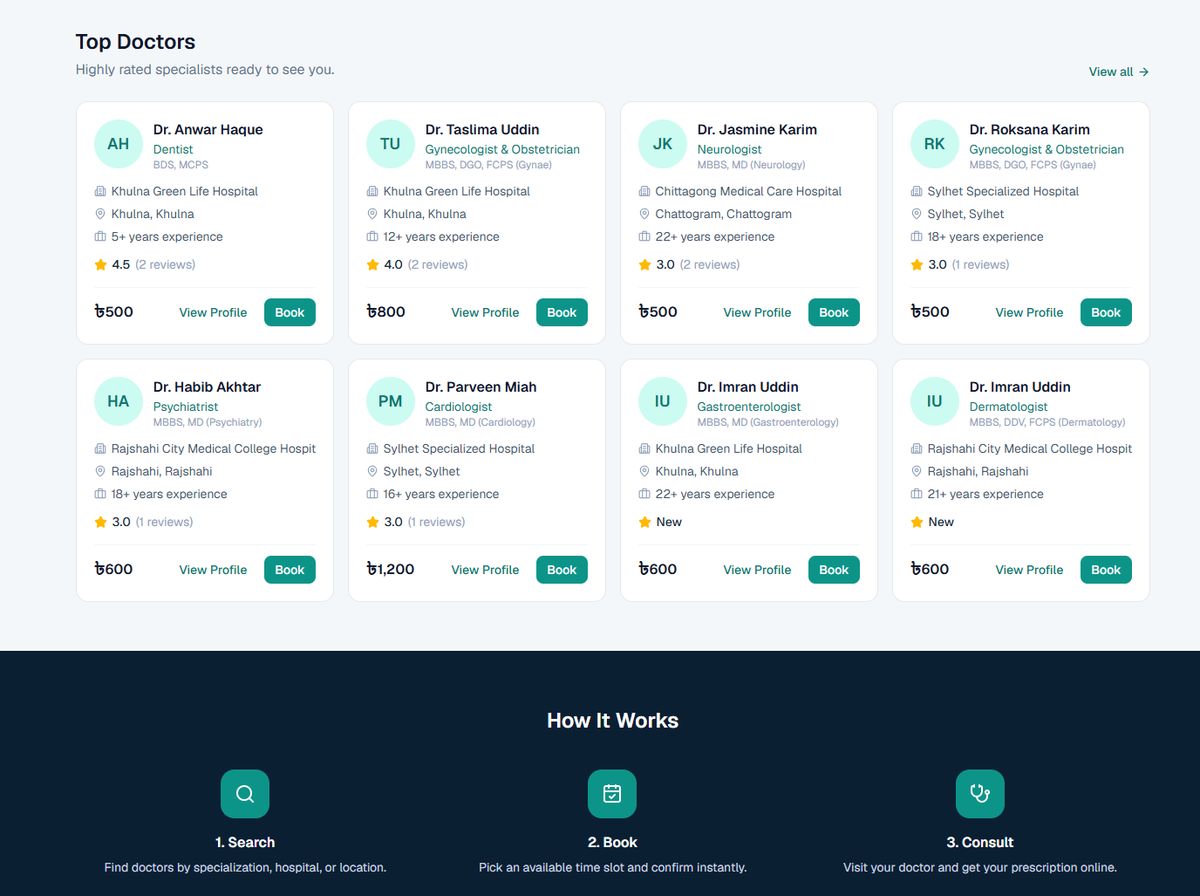 Top Doctors
Highly rated specialists ready to see you.
View all →
AH
Dr. Anwar Haque
Dentist
BDS, MCPS
Khulna Green Life Hospital
Khulna, Khulna
5+ years experience
4.5 (2 reviews)
৳500 View Profile Book
TU
Dr. Taslima Uddin
Gynecologist & Obstetrician
MBBS, DGO, FCPS (Gynae)
Khulna Green Life Hospital
Khulna, Khulna
12+ years experience
4.0 (2 reviews)
৳800 View Profile Book
JK
Dr. Jasmine Karim
Neurologist
MBBS, MD (Neurology)
Chittagong Medical Care Hospital
Chattogram, Chattogram
22+ years experience
3.0 (2 reviews)
৳500 View Profile Book
RK
Dr. Roksana Karim
Gynecologist & Obstetrician
MBBS, DGO, FCPS (Gynae)
Sylhet Specialized Hospital
Sylhet, Sylhet
18+ years experience
3.0 (1 reviews)
৳500 View Profile Book
HA
Dr. Habib Akhtar
Psychiatrist
MBBS, MD (Psychiatry)
Rajshahi City Medical College Hospit
Rajshahi, Rajshahi
18+ years experience
3.0 (1 reviews)
৳600 View Profile Book
PM
Dr. Parveen Miah
Cardiologist
MBBS, MD (Cardiology)
Sylhet Specialized Hospital
Sylhet, Sylhet
16+ years experience
3.0 (1 reviews)
৳1,200 View Profile Book
IU
Dr. Imran Uddin
Gastroenterologist
MBBS, MD (Gastroenterology)
Khulna Green Life Hospital
Khulna, Khulna
22+ years experience
New
৳600 View Profile Book
IU
Dr. Imran Uddin
Dermatologist
MBBS, DDV, FCPS (Dermatology)
Rajshahi City Medical College Hospit
Rajshahi, Rajshahi
21+ years experience
New
৳600 View Profile Book
How It Works
1. Search
Find doctors by specialization, hospital, or location.
2. Book
Pick an available time slot and confirm instantly.
3. Consult
Visit your doctor and get your prescription online.